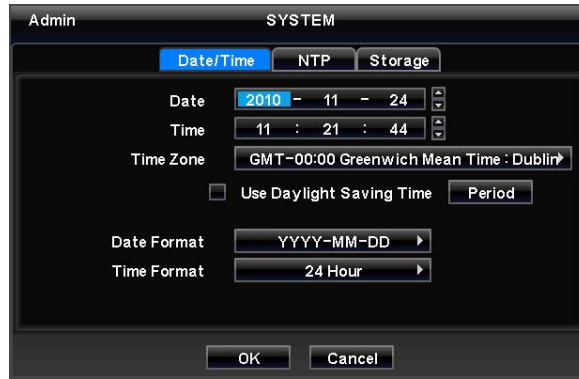 Admin SYSTEM
Date/Time NTP Storage
Date 2010 - 11 - 24
Time 11 : 21 : 44
Time Zone GMT-00:00 Greenwich Mean Time : Dublin
Use Daylight Saving Time Period
Date Format YYYY-MM-DD
Time Format 24 Hour
OK Cancel